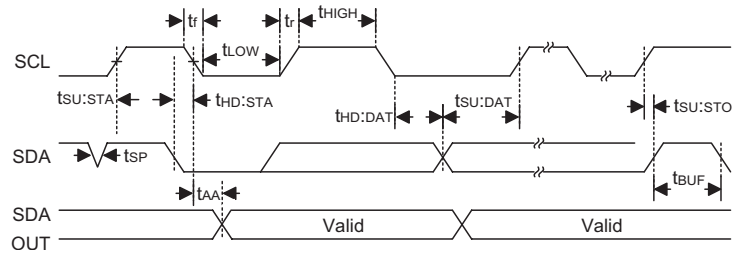 tf
tr
tHIGH
SCL
tLOW
tSU:STA
tHD:STA
tHD:DAT
tSU:DAT
tSU:STO
SDA
tSP
tBUF
tAA
SDA
OUT
Valid
Valid